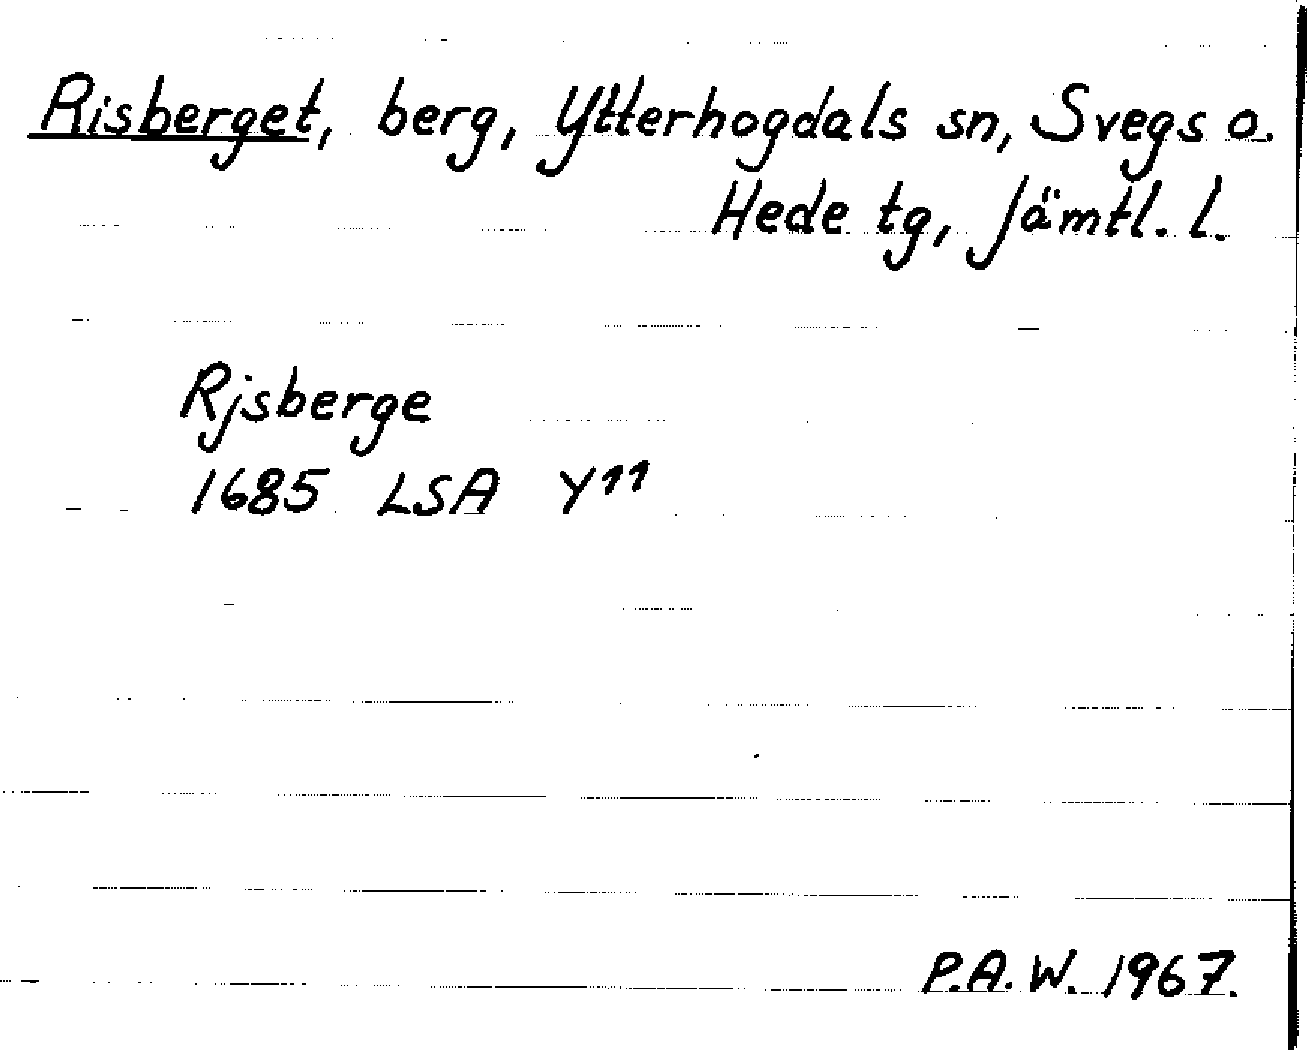 Risberget, berg, Ytterhogdals sn, Svegs o.
Hede tg, Jämtl. l.
Rjsberge
1685 LSA Y¹¹
P.A.W. 1967.